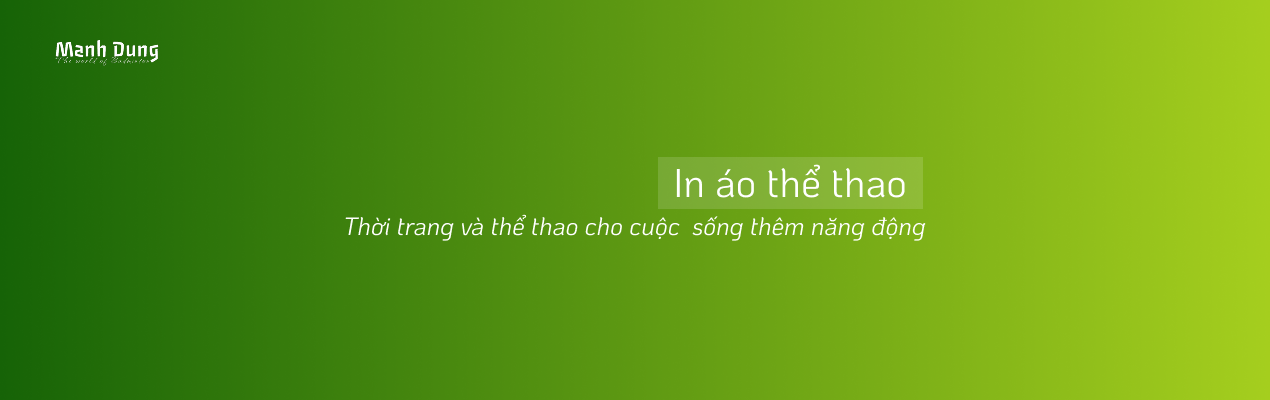 Manh Dung
The world of Badminton
In áo thể thao
Thời trang và thể thao cho cuộc sống thêm năng động